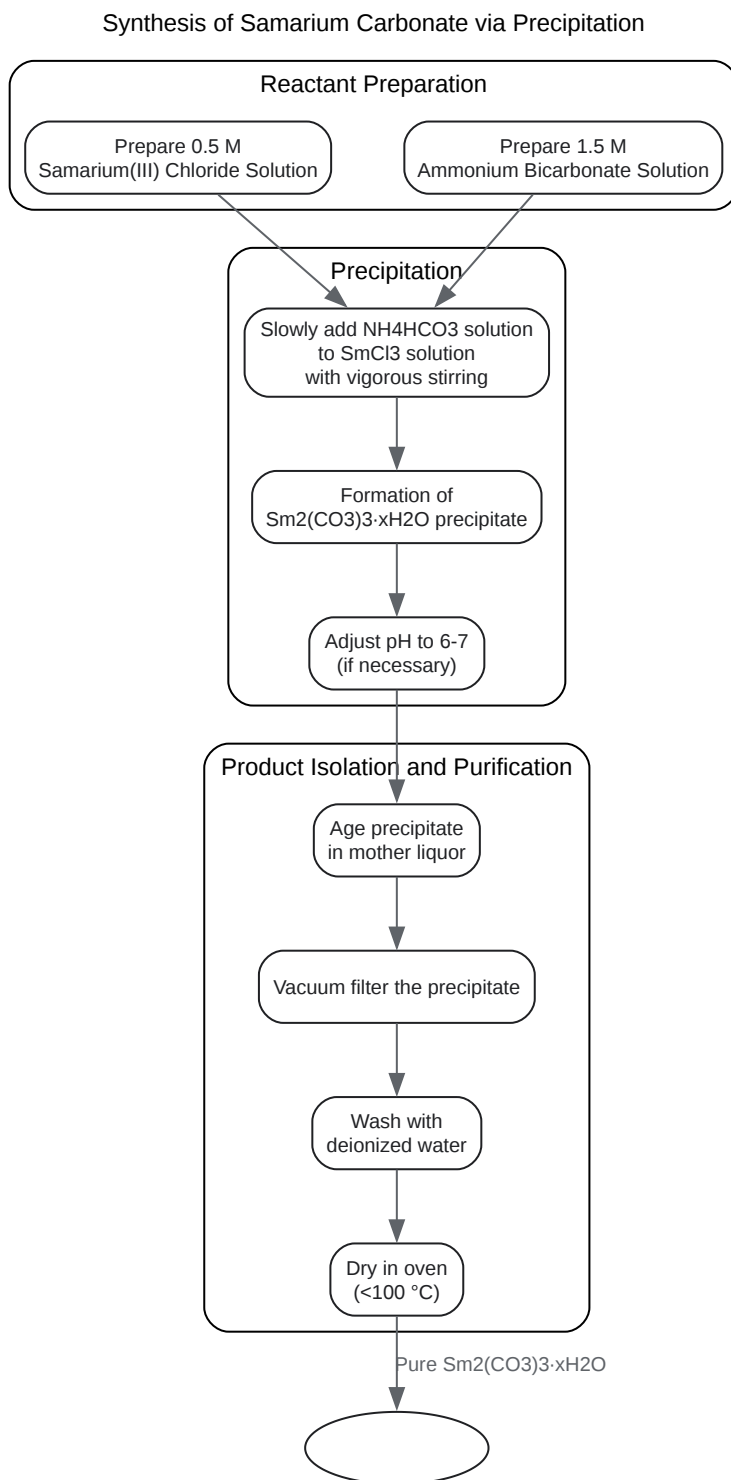 Synthesis of Samarium Carbonate via Precipitation
Reactant Preparation
Prepare 0.5 M
Samarium(III) Chloride Solution
Prepare 1.5 M
Ammonium Bicarbonate Solution
Precipitation
Slowly add NH4HCO3 solution
to SmCl3 solution
with vigorous stirring
Formation of
Sm2(CO3)3·xH2O precipitate
Adjust pH to 6-7
(if necessary)
Product Isolation and Purification
Age precipitate
in mother liquor
Vacuum filter the precipitate
Wash with
deionized water
Dry in oven
(<100 °C)
Pure Sm2(CO3)3·xH2O